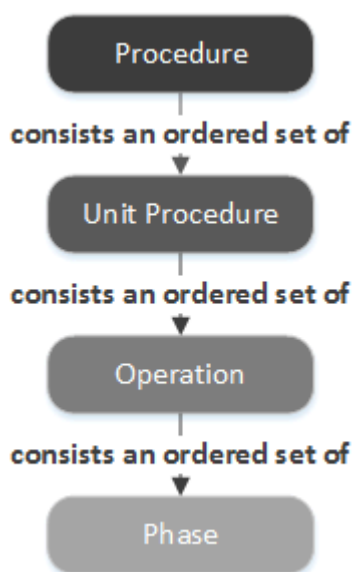 Procedure
consists an ordered set of
Unit Procedure
consists an ordered set of
Operation
consists an ordered set of
Phase